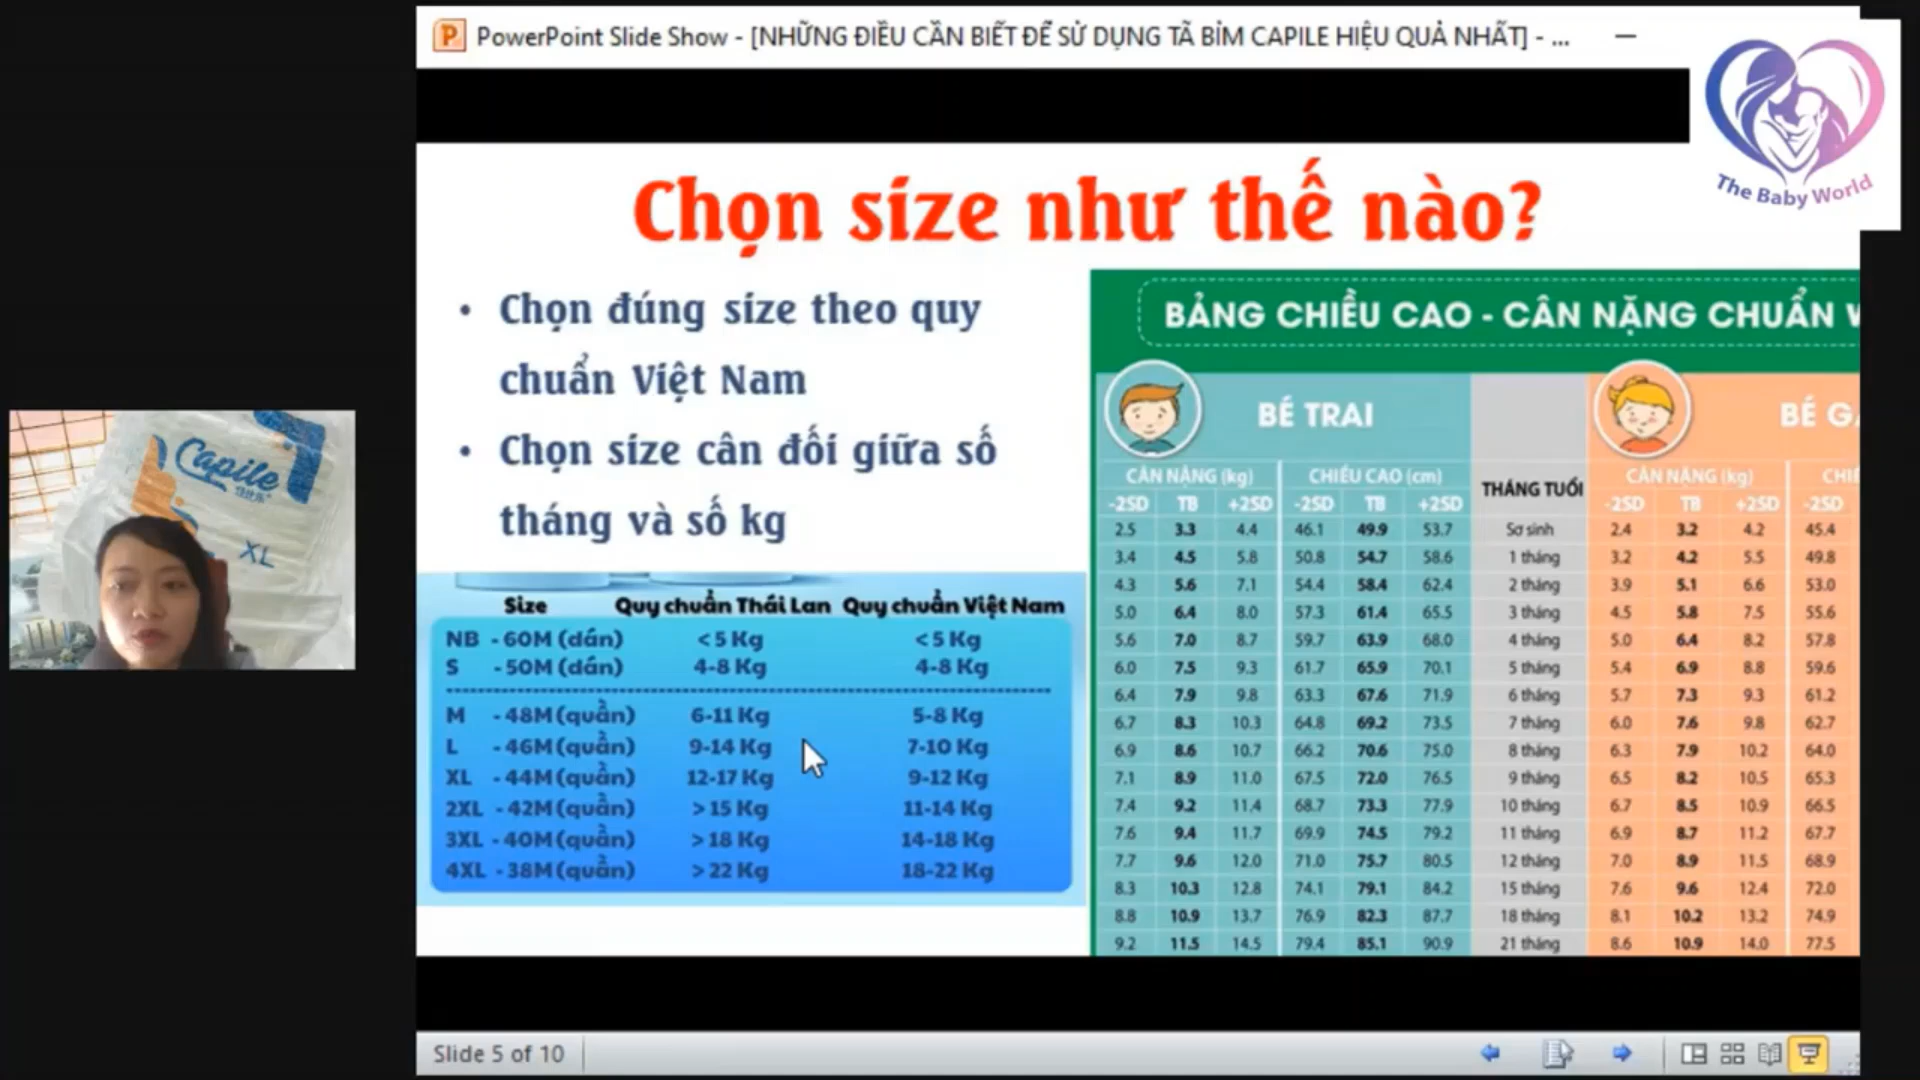 PowerPoint Slide Show - [NHỮNG ĐIỀU CẦN BIẾT ĐỂ SỬ DỤNG TÃ BỈM CAPILE HIỆU QUẢ NHẤT] - ...
The Baby World
Chọn size như thế nào?
• Chọn đúng size theo quy
chuẩn Việt Nam
• Chọn size cân đối giữa số
tháng và số kg
Capile
XL
Size Quy chuẩn Thái Lan Quy chuẩn Việt Nam
NB - 60M (dán) < 5 Kg < 5 Kg
S - 50M (dán) 4-8 Kg 4-8 Kg
M - 48M (quần) 6-11 Kg 5-8 Kg
L - 46M (quần) 9-14 Kg 7-10 Kg
XL - 44M (quần) 12-17 Kg 9-12 Kg
2XL - 42M (quần) > 15 Kg 11-14 Kg
3XL - 40M (quần) > 18 Kg 14-18 Kg
4XL - 38M (quần) > 22 Kg 18-22 Kg
BẢNG CHIỀU CAO - CÂN NẶNG CHUẨN
BÉ TRAI BÉ
CÂN NẶNG (kg) CHIỀU CAO (cm) THÁNG TUỔI CÂN NẶNG (kg)
-2SD TB +2SD -2SD TB +2SD -2SD TB +2SD -2SD
2.5 3.3 4.4 46.1 49.9 53.7 Sơ sinh 2.4 3.2 4.2 45.4
3.4 4.5 5.8 50.8 54.7 58.6 1 tháng 3.2 4.2 5.5 49.8
4.3 5.6 7.1 54.4 58.4 62.4 2 tháng 3.9 5.1 6.6 53.0
5.0 6.4 8.0 57.3 61.4 65.5 3 tháng 4.5 5.8 7.5 55.6
5.6 7.0 8.7 59.7 63.9 68.0 4 tháng 5.0 6.4 8.2 57.8
6.0 7.5 9.3 61.7 65.9 70.1 5 tháng 5.4 6.9 8.8 59.6
6.4 7.9 9.8 63.3 67.6 71.9 6 tháng 5.7 7.3 9.3 61.2
6.7 8.3 10.3 64.8 69.2 73.5 7 tháng 6.0 7.6 9.8 62.7
6.9 8.6 10.7 66.2 70.6 75.0 8 tháng 6.3 7.9 10.2 64.0
7.1 8.9 11.0 67.5 72.0 76.5 9 tháng 6.5 8.2 10.5 65.3
7.4 9.2 11.4 68.7 73.3 77.9 10 tháng 6.7 8.5 10.9 66.5
7.6 9.4 11.7 69.9 74.5 79.2 11 tháng 6.9 8.7 11.2 67.7
7.7 9.6 12.0 71.0 75.7 80.5 12 tháng 7.0 8.9 11.5 68.9
8.3 10.3 12.8 74.1 79.1 84.2 15 tháng 7.6 9.6 12.4 72.0
8.8 10.9 13.7 76.9 82.3 87.7 18 tháng 8.1 10.2 13.2 74.9
9.2 11.5 14.5 79.4 85.1 90.9 21 tháng 8.6 10.9 14.0 77.5
Slide 5 of 10